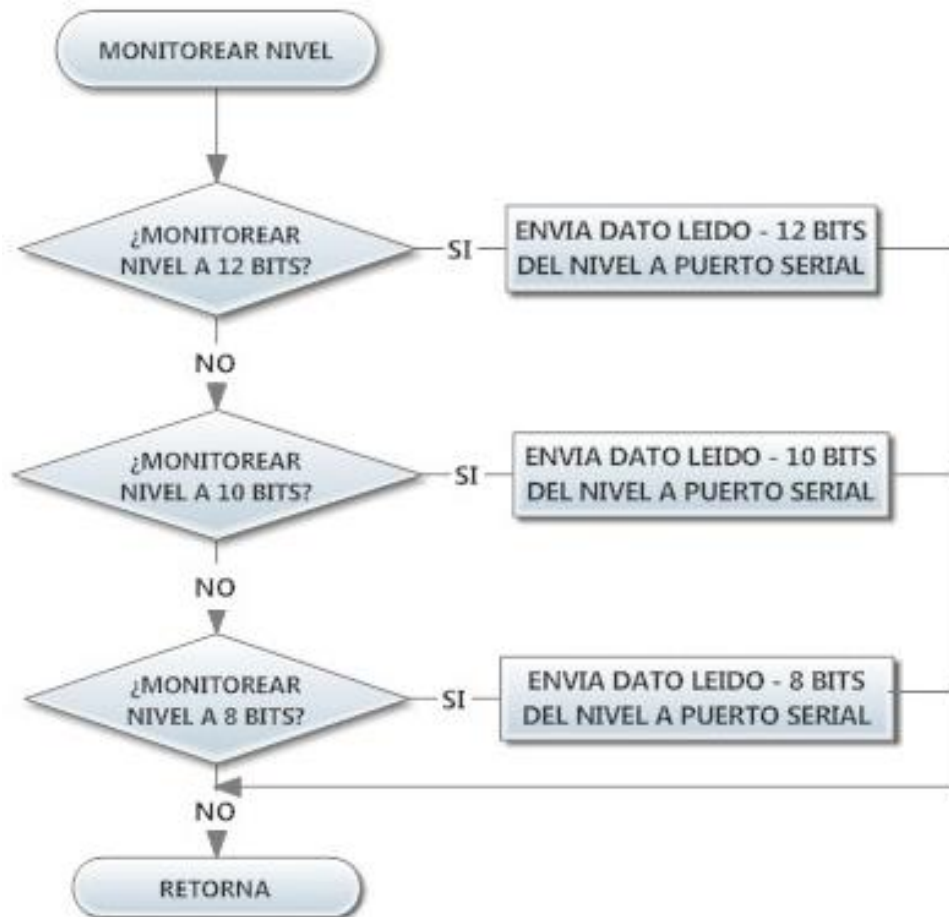 MONITOREAR NIVEL
¿MONITOREAR
NIVEL A 12 BITS?
SI
ENVIA DATO LEIDO - 12 BITS
DEL NIVEL A PUERTO SERIAL
NO
¿MONITOREAR
NIVEL A 10 BITS?
SI
ENVIA DATO LEIDO - 10 BITS
DEL NIVEL A PUERTO SERIAL
NO
¿MONITOREAR
NIVEL A 8 BITS?
SI
ENVIA DATO LEIDO - 8 BITS
DEL NIVEL A PUERTO SERIAL
NO
RETORNA